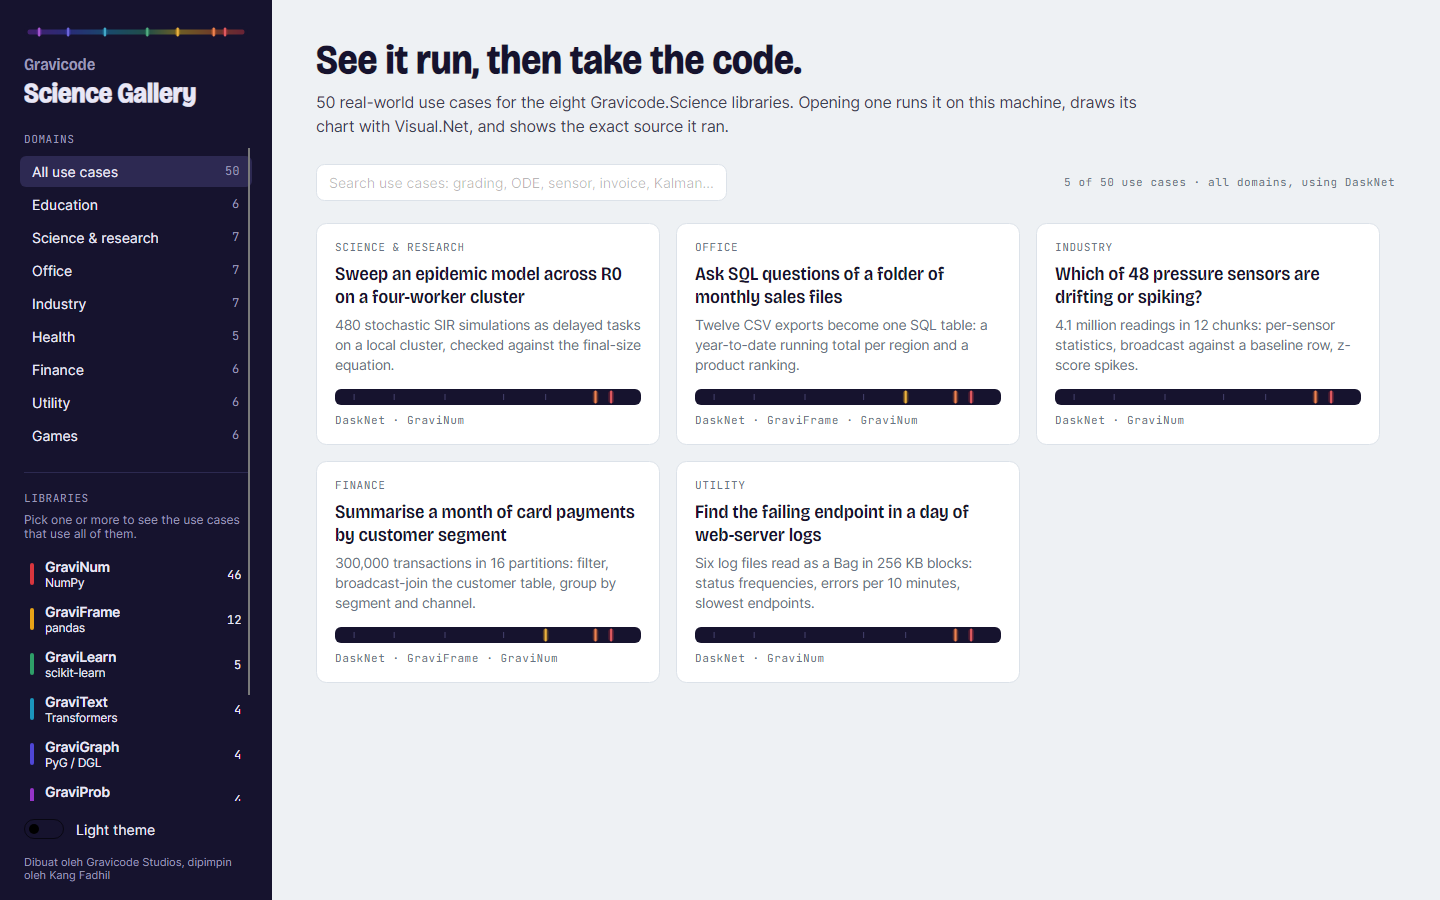 Gravicode
Science Gallery
DOMAINS
All use cases 50
Education 6
Science & research 7
Office 7
Industry 7
Health 5
Finance 6
Utility 6
Games 6
LIBRARIES
Pick one or more to see the use cases
that use all of them.
GraviNum 46
NumPy
GraviFrame 12
pandas
GraviLearn 5
scikit-learn
GraviText 4
Transformers
GraviGraph 4
PyG / DGL
GraviProb
Light theme
Dibuat oleh Gravicode Studios, dipimpin
oleh Kang Fadhil
See it run, then take the code.
50 real-world use cases for the eight Gravicode.Science libraries. Opening one runs it on this machine, draws its
chart with Visual.Net, and shows the exact source it ran.
Search use cases: grading, ODE, sensor, invoice, Kalman...
5 of 50 use cases · all domains, using DaskNet
SCIENCE & RESEARCH
Sweep an epidemic model across R0
on a four-worker cluster
480 stochastic SIR simulations as delayed tasks
on a local cluster, checked against the final-size
equation.
DaskNet · GraviNum
OFFICE
Ask SQL questions of a folder of
monthly sales files
Twelve CSV exports become one SQL table: a
year-to-date running total per region and a
product ranking.
DaskNet · GraviFrame · GraviNum
INDUSTRY
Which of 48 pressure sensors are
drifting or spiking?
4.1 million readings in 12 chunks: per-sensor
statistics, broadcast against a baseline row, z-
score spikes.
DaskNet · GraviNum
FINANCE
Summarise a month of card payments
by customer segment
300,000 transactions in 16 partitions: filter,
broadcast-join the customer table, group by
segment and channel.
DaskNet · GraviFrame · GraviNum
UTILITY
Find the failing endpoint in a day of
web-server logs
Six log files read as a Bag in 256 KB blocks:
status frequencies, errors per 10 minutes,
slowest endpoints.
DaskNet · GraviNum